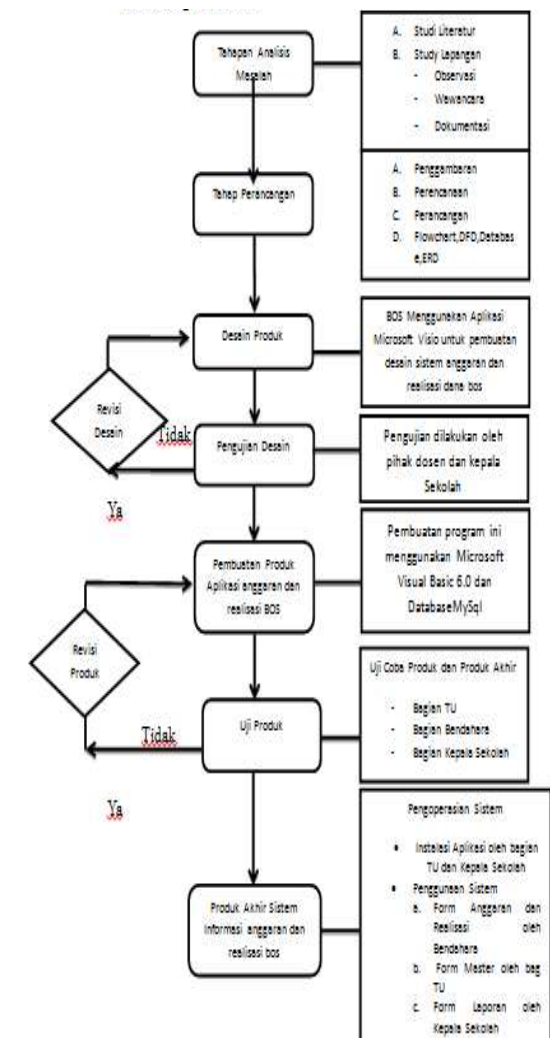 Tahapan Analisis
Masalah
A. Studi Literatur
B. Study Lapangan
- Observasi
- Wawancara
- Dokumentasi
Tahap Perancangan
A. Penggambaran
B. Perencanaan
C. Perancangan
D. Flowchart,DFD,Databas
e,ERD
Desain Produk
BOS Menggunakan Aplikasi
Microsoft Visio untuk pembuatan
desain sistem anggaran dan
realisasi dana bos
Revisi
Desain
Tidak
Pengujian Desain
Pengujian dilakukan oleh
pihak dosen dan kepala
Sekolah
Ya
Pembuatan Produk
Aplikasi anggaran dan
realisasi BOS
Pembuatan program ini
menggunakan Microsoft
Visual Basic 6.0 dan
DatabaseMySql
Revisi
Produk
Tidak
Uji Produk
Uji Coba Produk dan Produk Akhir
- Bagian TU
- Bagian Bendahara
- Bagian Kepala Sekolah
Ya
Produk Akhir Sistem
Informasi anggaran dan
realisasi bos
Pengoperasian Sistem
• Instalasi Aplikasi oleh bagian
TU dan Kepala Sekolah
• Penggunaan Sistem
a. Form Anggaran dan
Realisasi oleh
Bendahara
b. Form Master oleh bag
TU
c. Form Laporan oleh
Kepala Sekolah